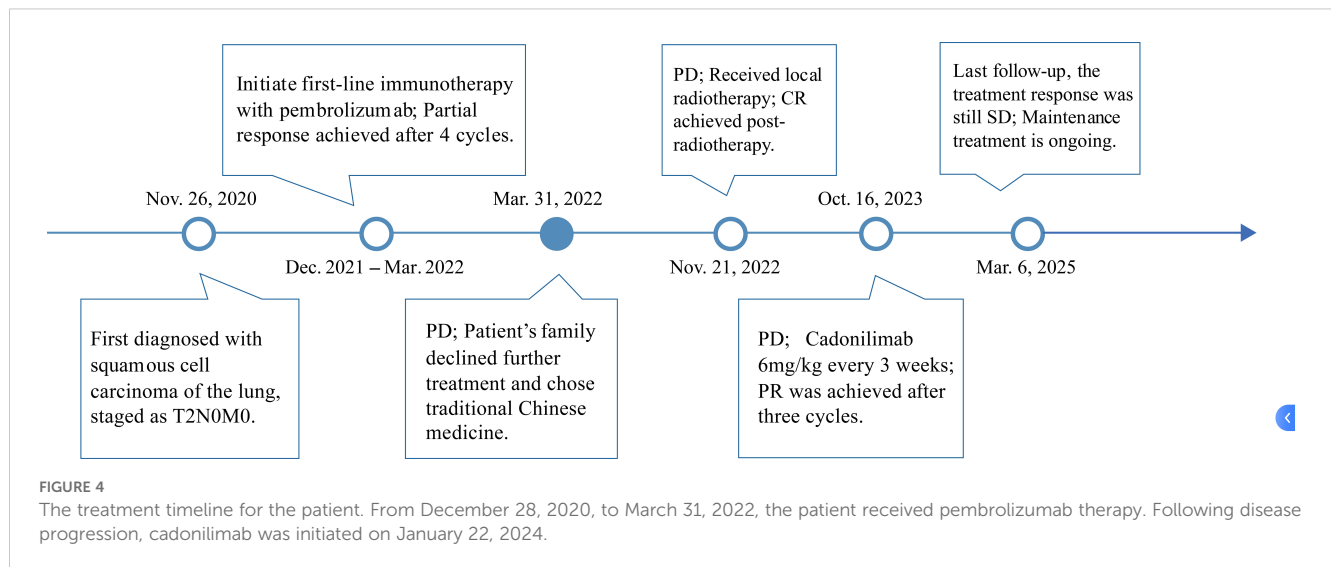 Initiate first-line immunotherapy
with pembrolizumab; Partial
response achieved after 4 cycles.
PD; Received local
radiotherapy; CR
achieved post-
radiotherapy.
Last follow-up, the
treatment response was
still SD; Maintenance
treatment is ongoing.
Nov. 26, 2020
Mar. 31, 2022
Oct. 16, 2023
Dec. 2021 – Mar. 2022
Nov. 21, 2022
Mar. 6, 2025
First diagnosed with
squamous cell
carcinoma of the lung,
staged as T2N0M0.
PD; Patient’s family
declined further
treatment and chose
traditional Chinese
medicine.
PD; Cadonilimab
6mg/kg every 3 weeks;
PR was achieved after
three cycles.
FIGURE 4
The treatment timeline for the patient. From December 28, 2020, to March 31, 2022, the patient received pembrolizumab therapy. Following disease
progression, cadonilimab was initiated on January 22, 2024.